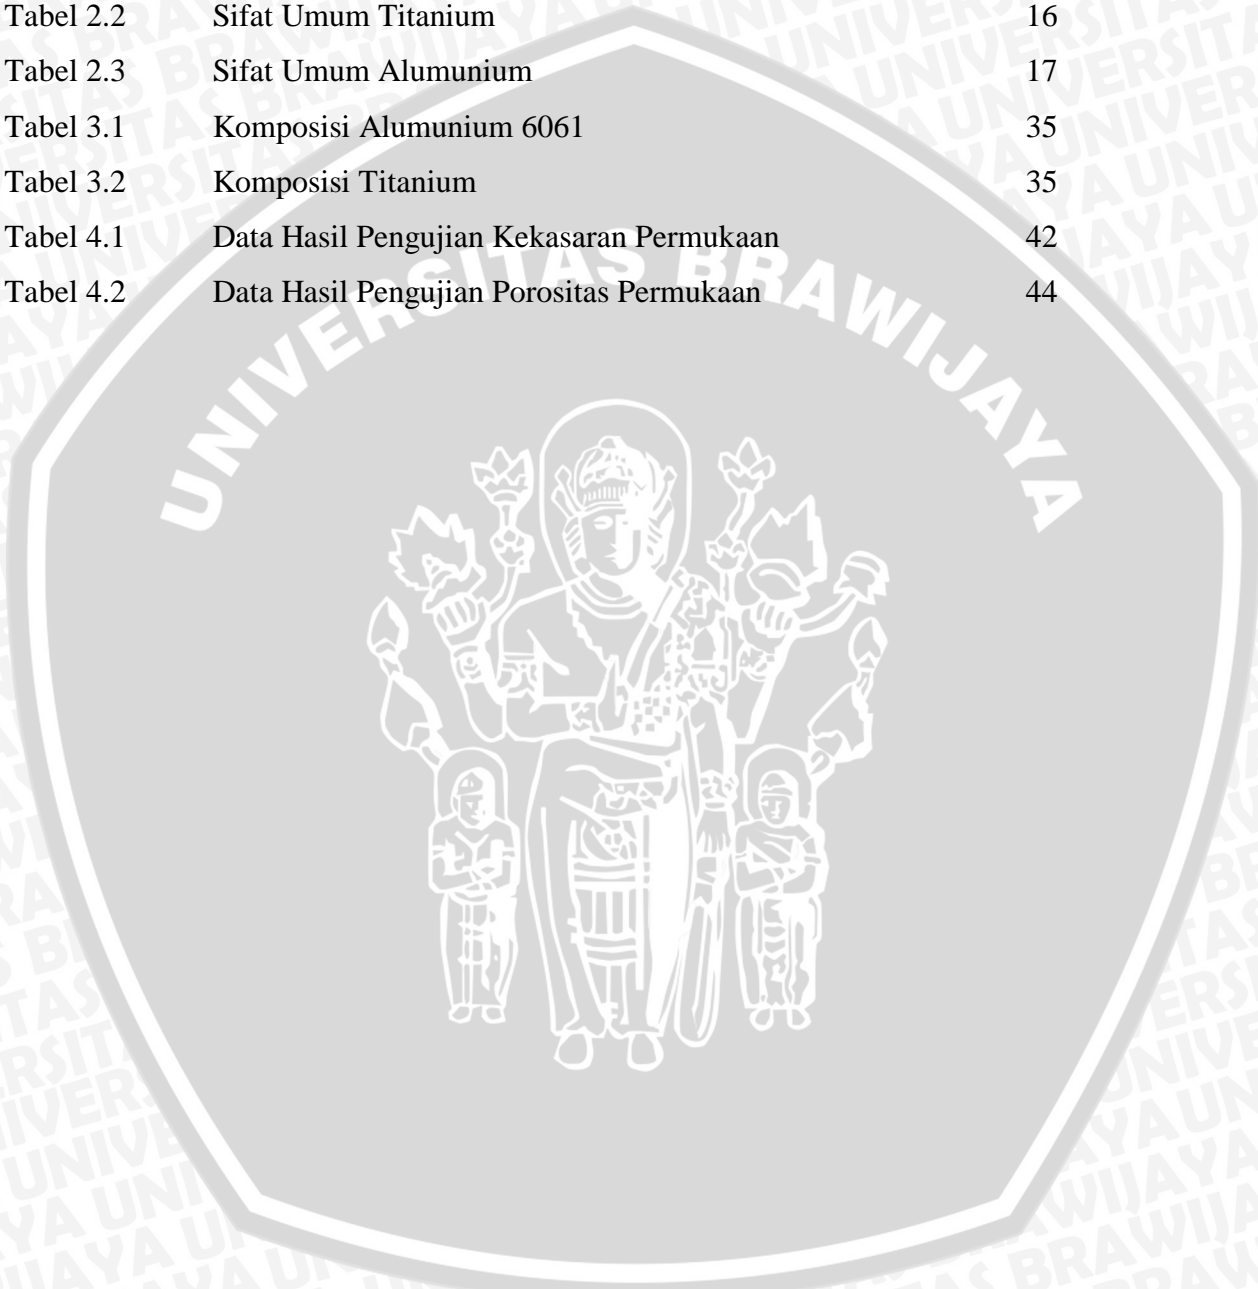 Tabel 2.2 Sifat Umum Titanium 16
Tabel 2.3 Sifat Umum Alumunium 17
Tabel 3.1 Komposisi Alumunium 6061 35
Tabel 3.2 Komposisi Titanium 35
Tabel 4.1 Data Hasil Pengujian Kekasaran Permukaan 42
Tabel 4.2 Data Hasil Pengujian Porositas Permukaan 44
UNIVERSITAS BRAWIJAYA